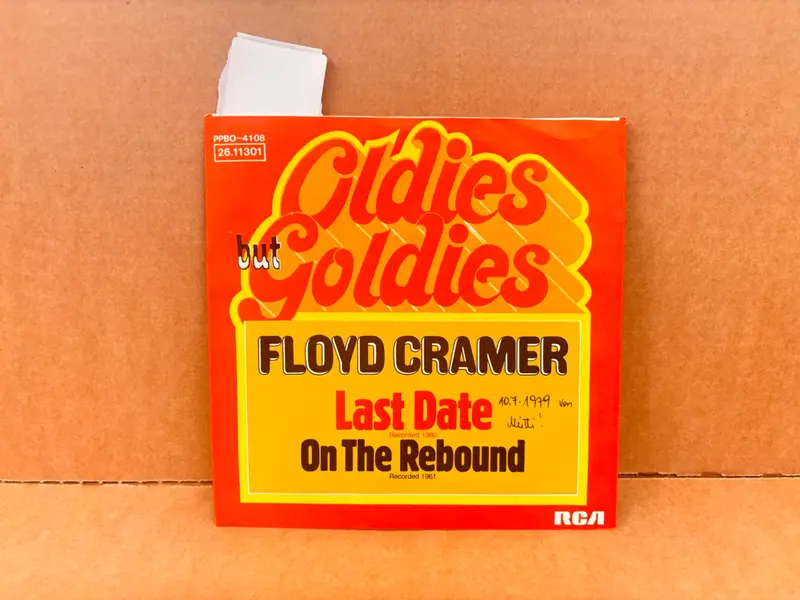 PPBO-4108
26.11301
Oldies
but
Goldies
FLOYD CRAMER
Last Date
Recorded 1960
10.7.1979 von
Mutti!
On The Rebound
Recorded 1961
RCA